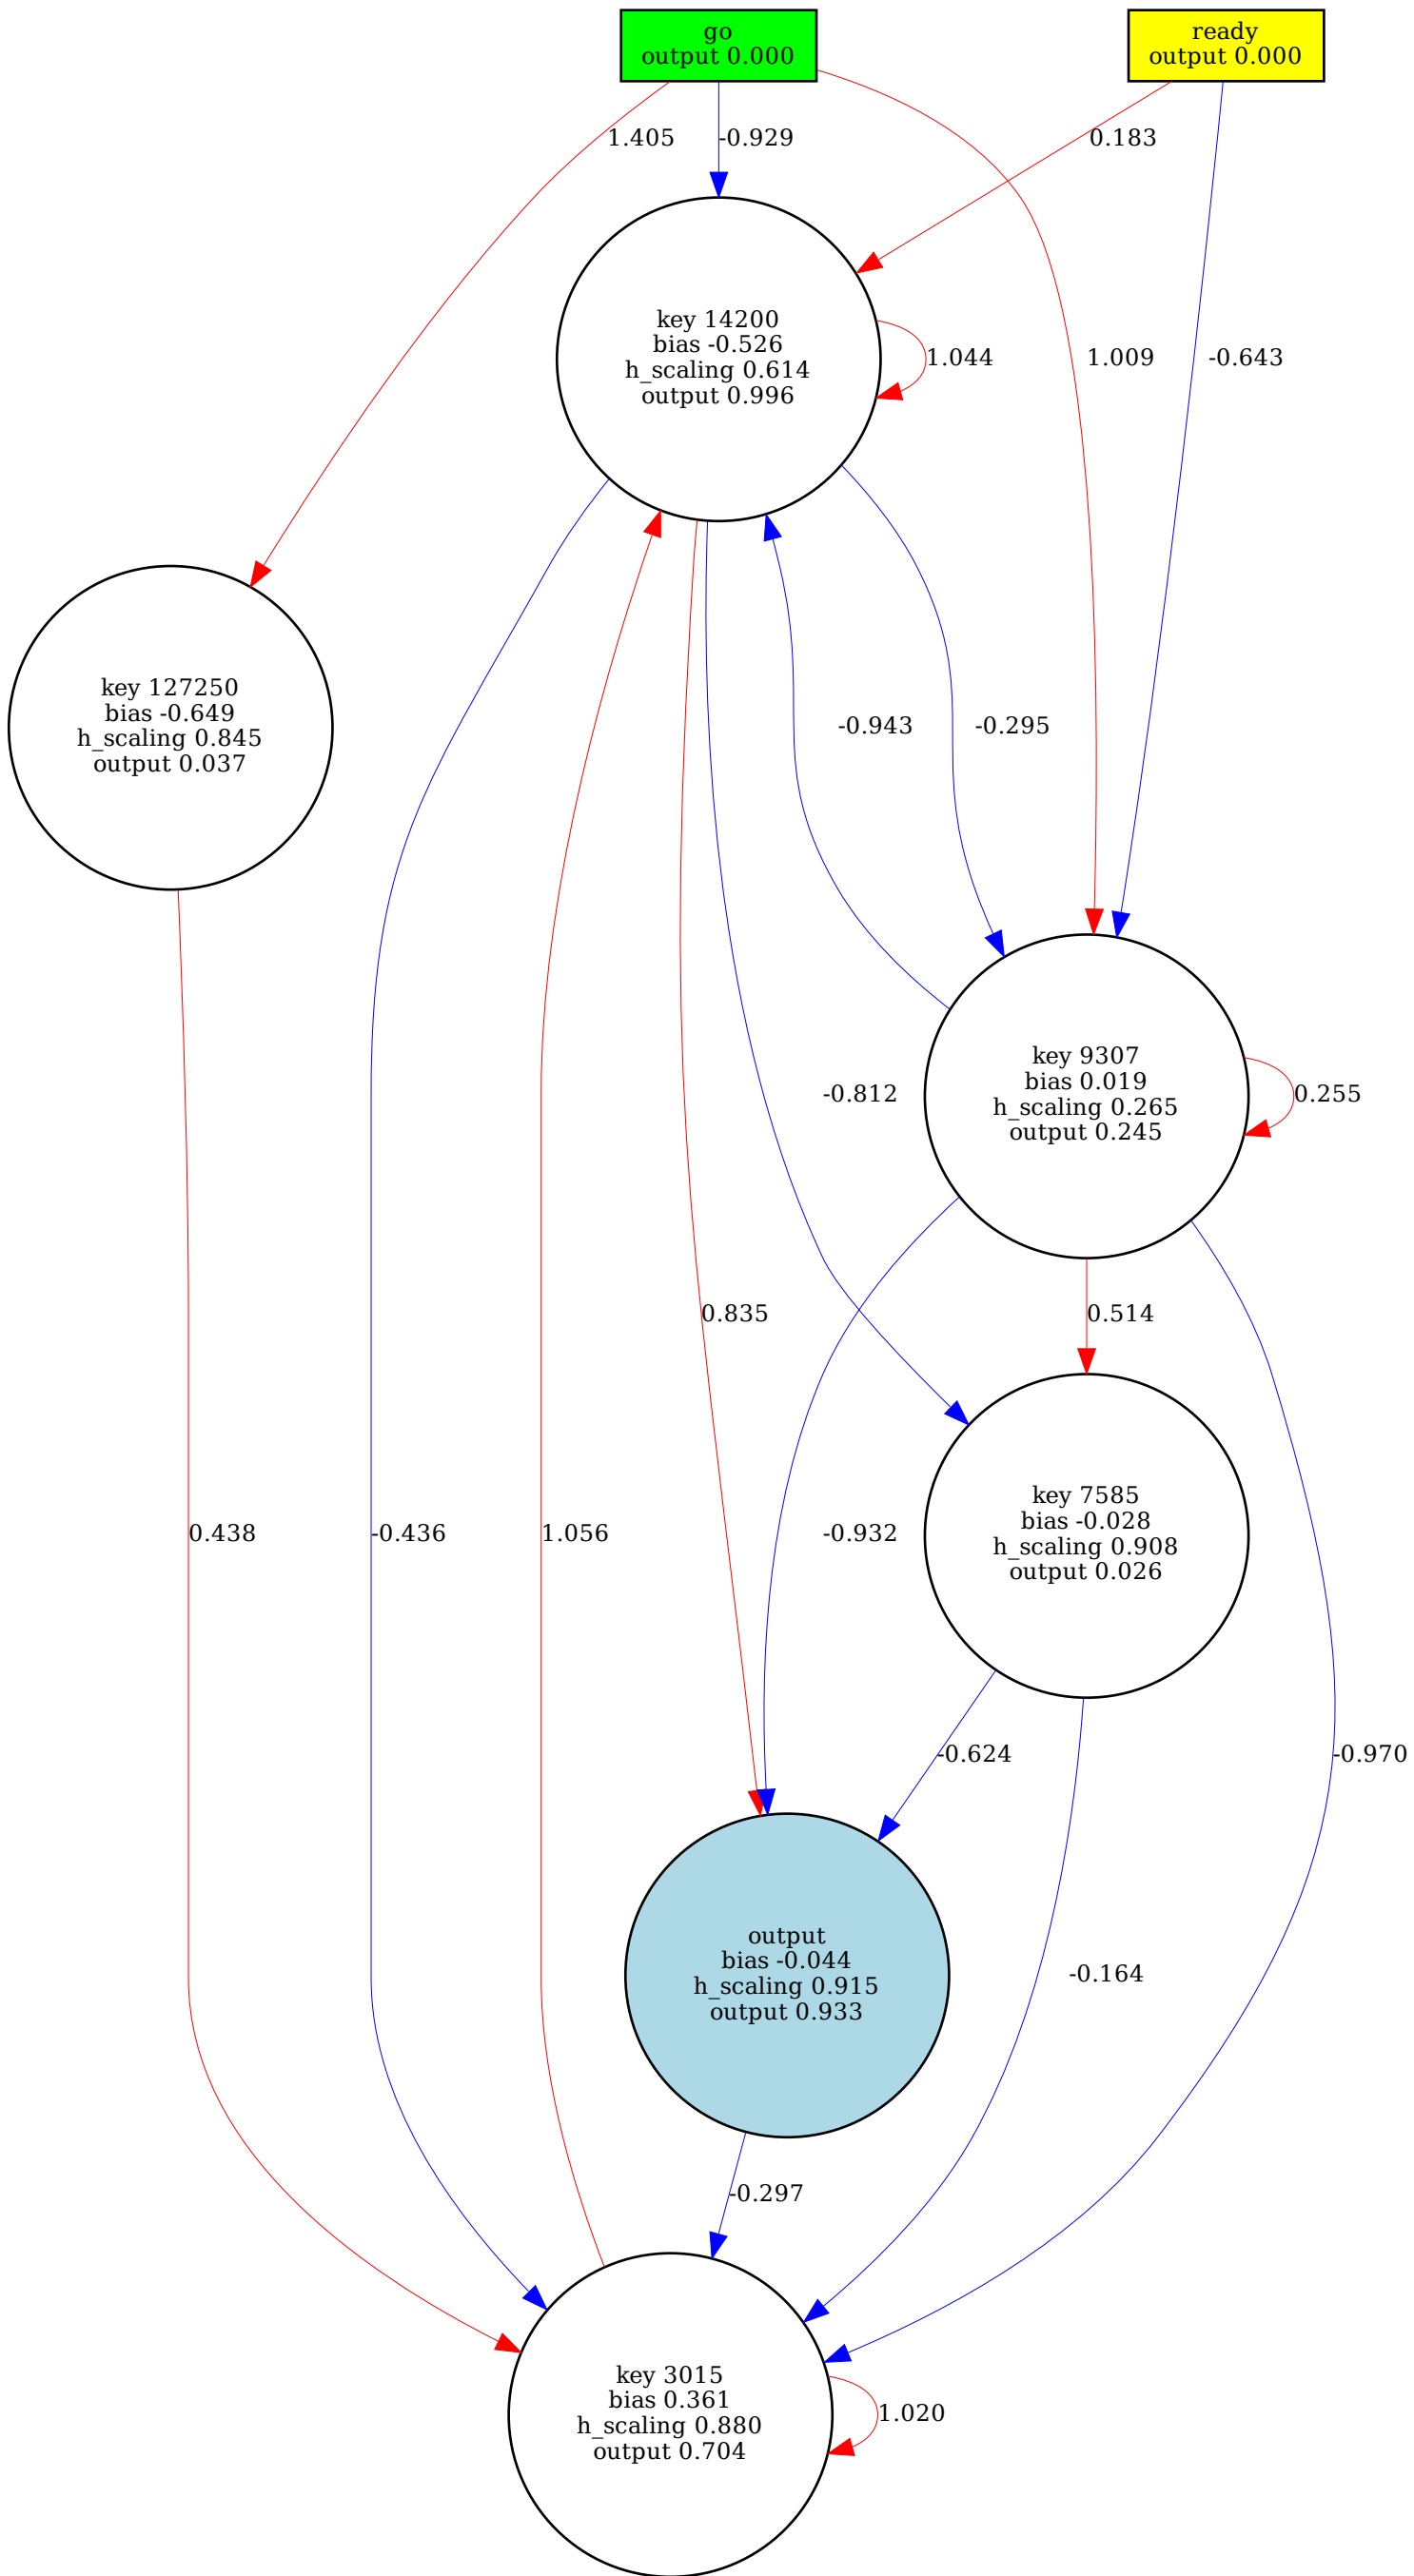 go
output 0.000
ready
output 0.000
1.405
-0.929
0.183
key 14200
bias -0.526
h_scaling 0.614
output 0.996
1.044
1.009
-0.643
key 127250
bias -0.649
h_scaling 0.845
output 0.037
-0.943
-0.295
key 9307
bias 0.019
h_scaling 0.265
output 0.245
-0.812
0.255
0.835
0.514
key 7585
bias -0.028
h_scaling 0.908
output 0.026
0.438
-0.436
1.056
-0.932
-0.624
-0.970
output
bias -0.044
h_scaling 0.915
output 0.933
-0.164
-0.297
key 3015
bias 0.361
h_scaling 0.880
output 0.704
1.020